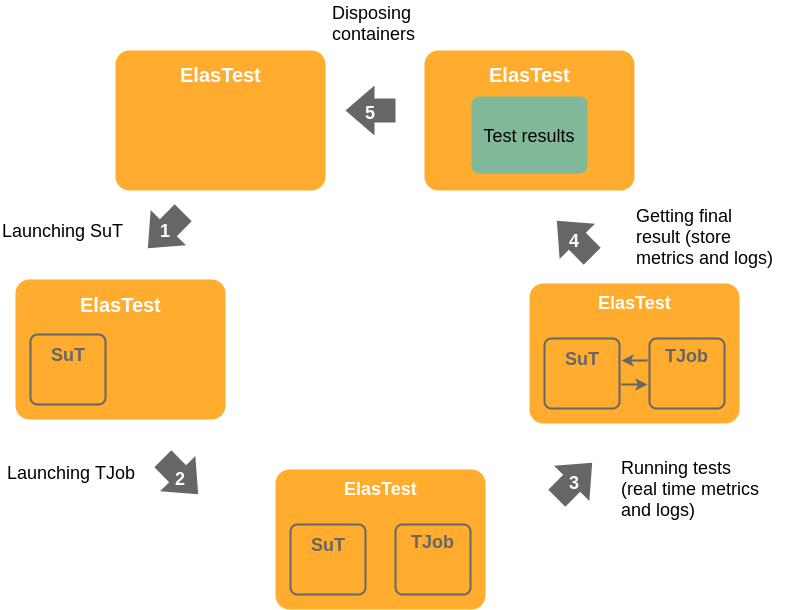 Disposing
containers
ElasTest
ElasTest
5
Test results
Launching SuT
1
4
Getting final
result (store
metrics and logs)
ElasTest
SuT
ElasTest
SuT
TJob
Launching TJob
2
3
Running tests
(real time metrics
and logs)
ElasTest
SuT
TJob